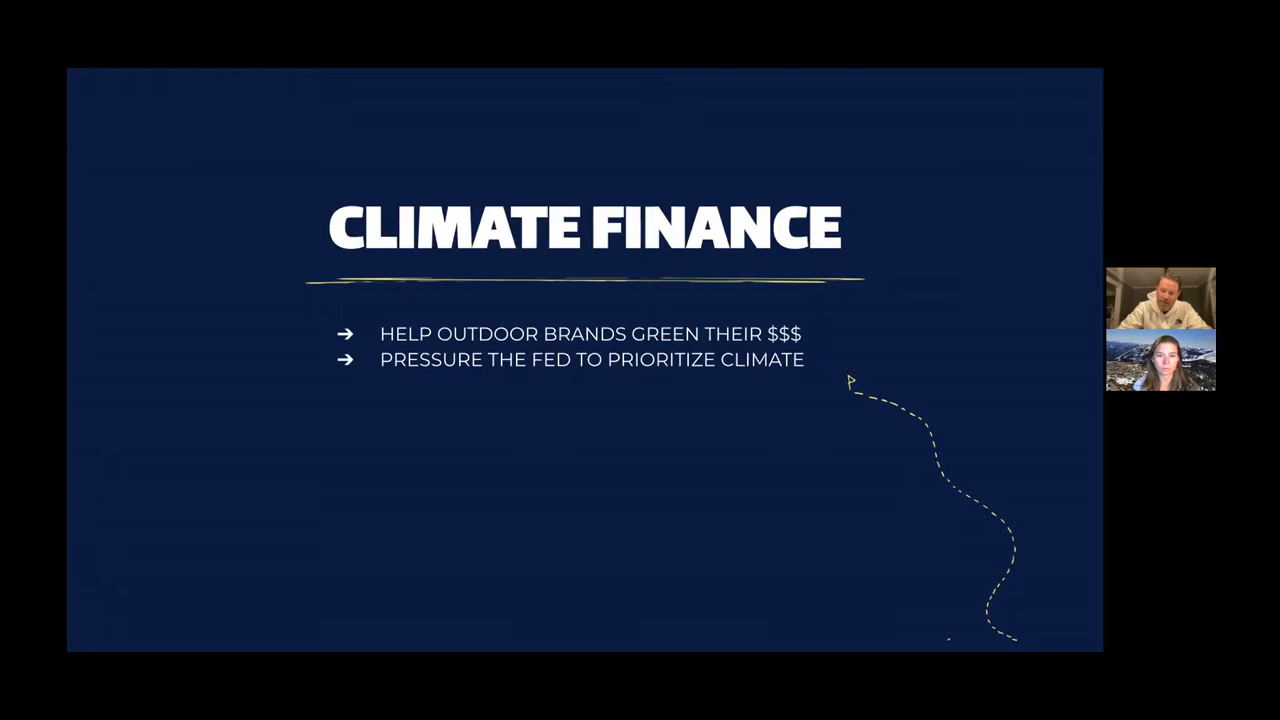 CLIMATE FINANCE
➔ HELP OUTDOOR BRANDS GREEN THEIR $$$
➔ PRESSURE THE FED TO PRIORITIZE CLIMATE